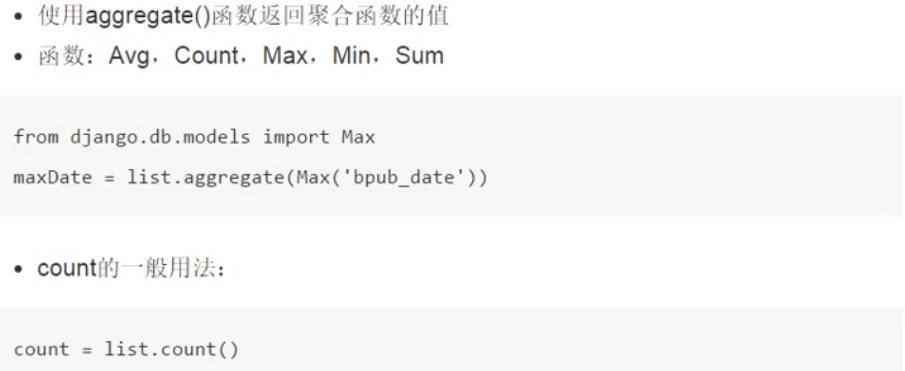 使用aggregate()函数返回聚合函数的值
函数：Avg，Count，Max，Min，Sum
from django.db.models import Max
maxDate = list.aggregate(Max('bpub_date'))
count的一般用法：
count = list.count()